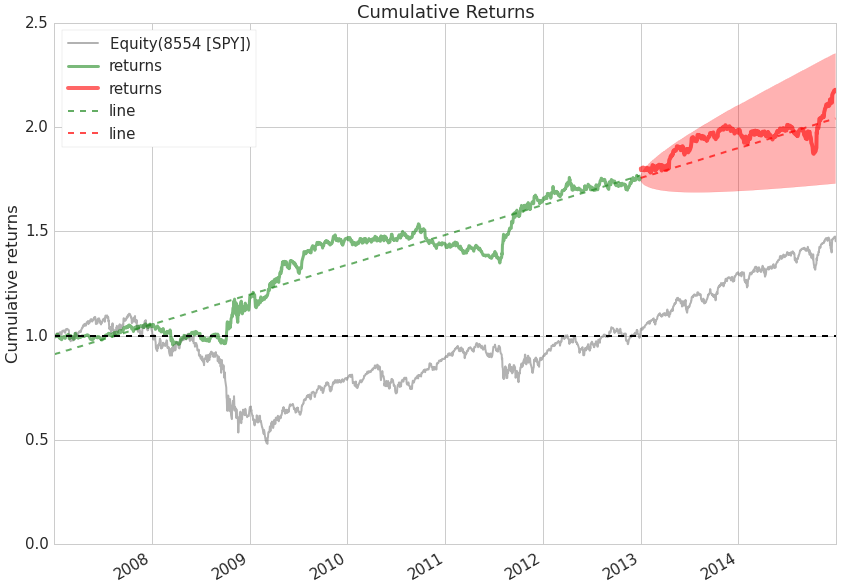 Cumulative Returns
2.5
2.0
1.5
1.0
0.5
0.0
Cumulative returns
Equity(8554 [SPY])
returns
returns
line
line
2008
2009
2010
2011
2012
2013
2014